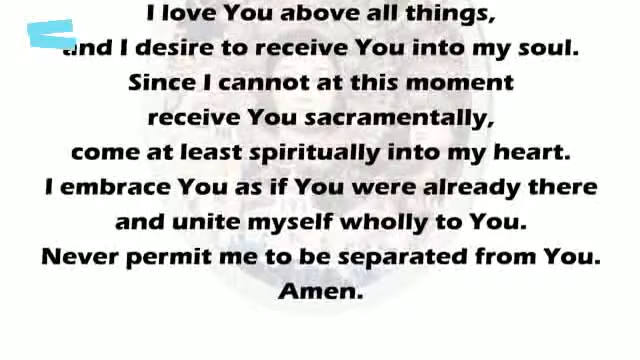 I love You above all things,
and I desire to receive You into my soul.
Since I cannot at this moment
receive You sacramentally,
come at least spiritually into my heart.
I embrace You as if You were already there
and unite myself wholly to You.
Never permit me to be separated from You.
Amen.